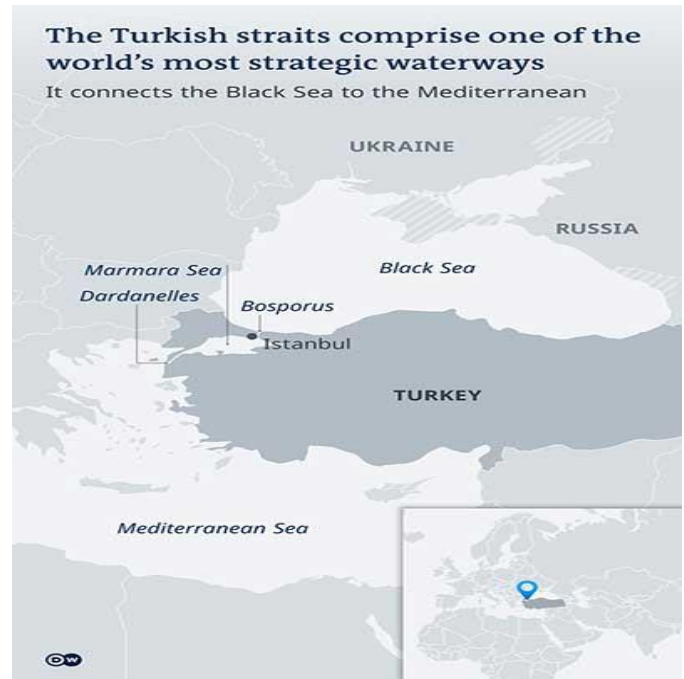 The Turkish straits comprise one of the
world's most strategic waterways
It connects the Black Sea to the Mediterranean
UKRAINE
RUSSIA
Marmara Sea
Black Sea
Dardanelles
Bosporus
Istanbul
TURKEY
Mediterranean Sea
DW